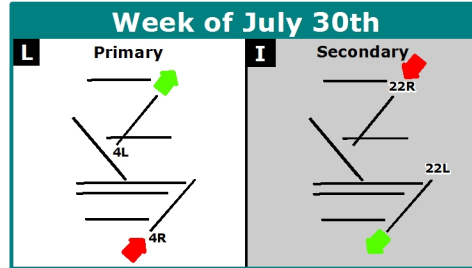 Week of July 30th
L Primary
I Secondary
22R
4L
22L
4R